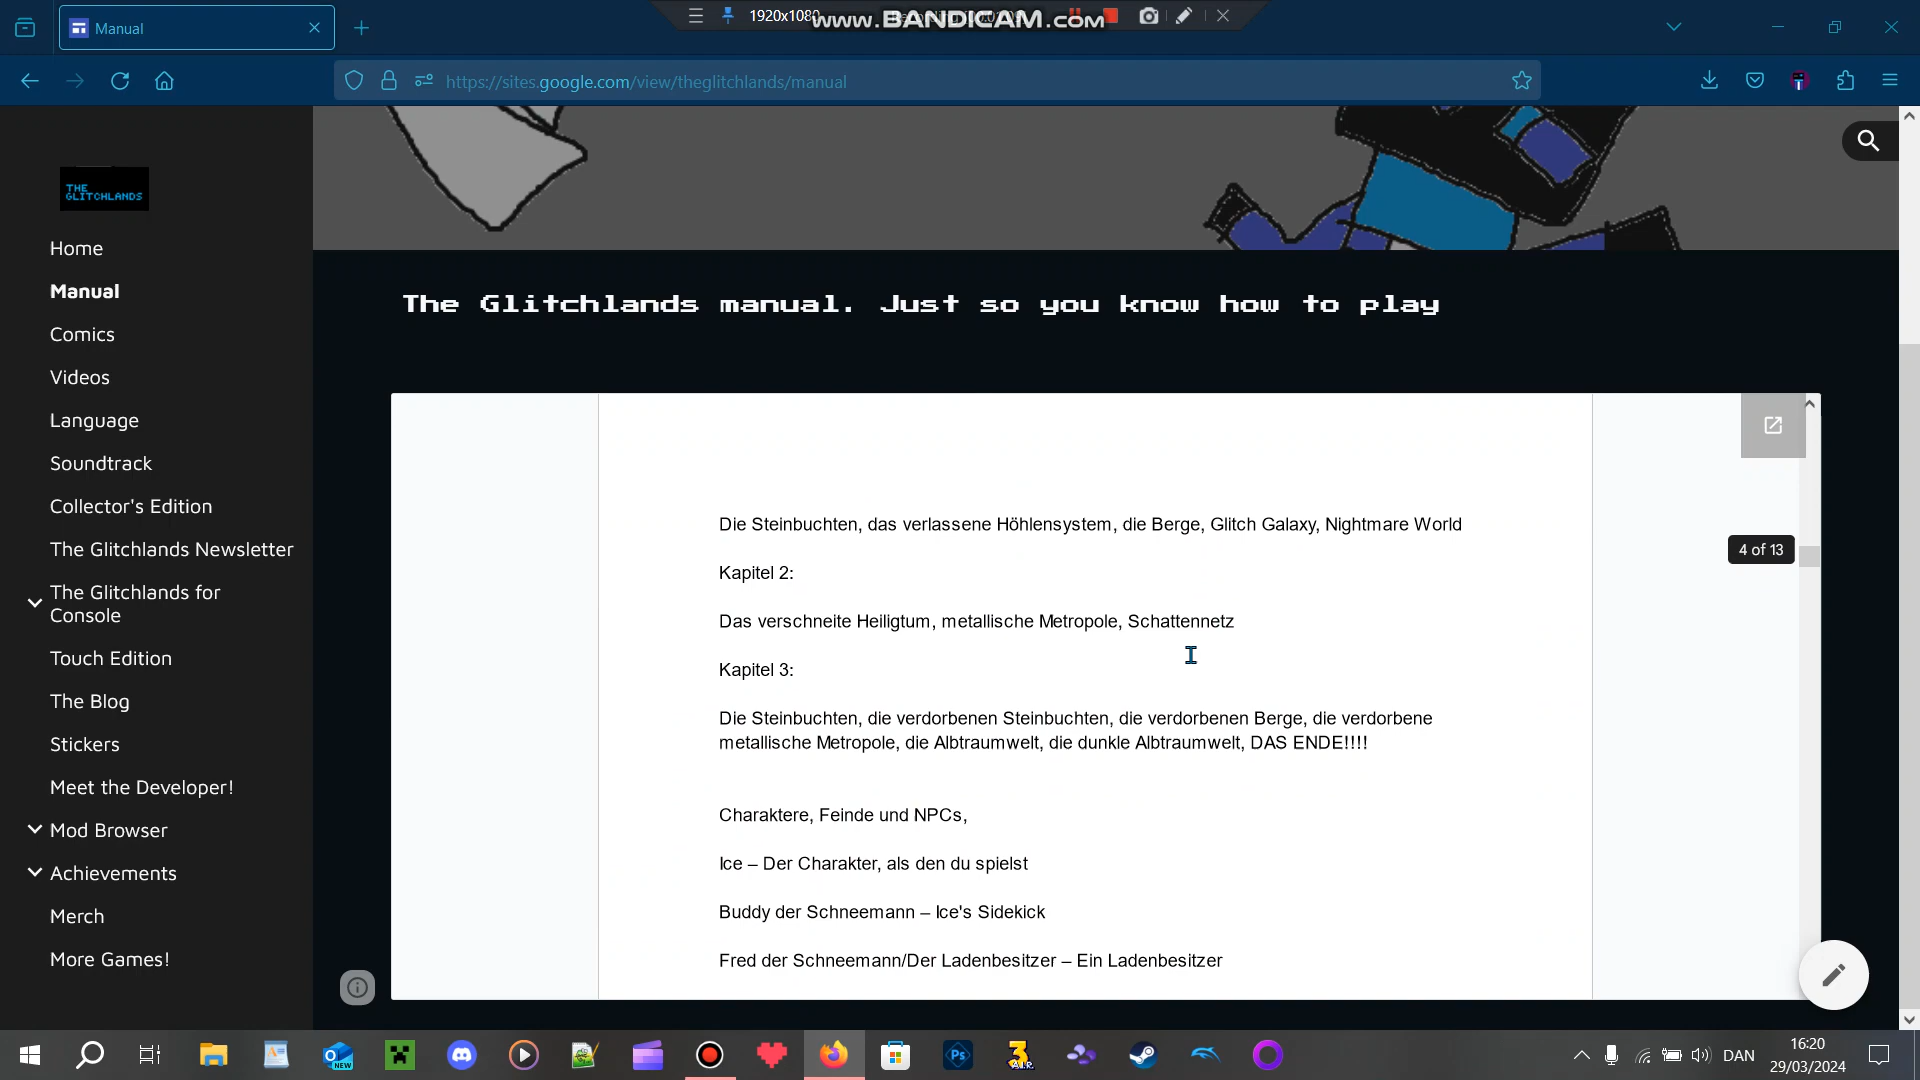 Manual
1920x1080
www.BANDICAM.com
https://sites.google.com/view/theglitchlands/manual
THE GLITCHLANDS
Home
Manual
Comics
Videos
Language
Soundtrack
Collector's Edition
The Glitchlands Newsletter
The Glitchlands for
Console
Touch Edition
The Blog
Stickers
Meet the Developer!
Mod Browser
Achievements
Merch
More Games!
The Glitchlands manual. Just so you know how to play
Die Steinbuchten, das verlassene Höhlensystem, die Berge, Glitch Galaxy, Nightmare World
Kapitel 2:
Das verschneite Heiligtum, metallische Metropole, Schattennetz
Kapitel 3:
Die Steinbuchten, die verdorbenen Steinbuchten, die verdorbenen Berge, die verdorbene
metallische Metropole, die Albtraumwelt, die dunkle Albtraumwelt, DAS ENDE!!!!
Charaktere, Feinde und NPCs,
Ice – Der Charakter, als den du spielst
Buddy der Schneemann – Ice's Sidekick
Fred der Schneemann/Der Ladenbesitzer – Ein Ladenbesitzer
4 of 13
NEW
Ps
3
A.I.R.
DAN
16:20
29/03/2024